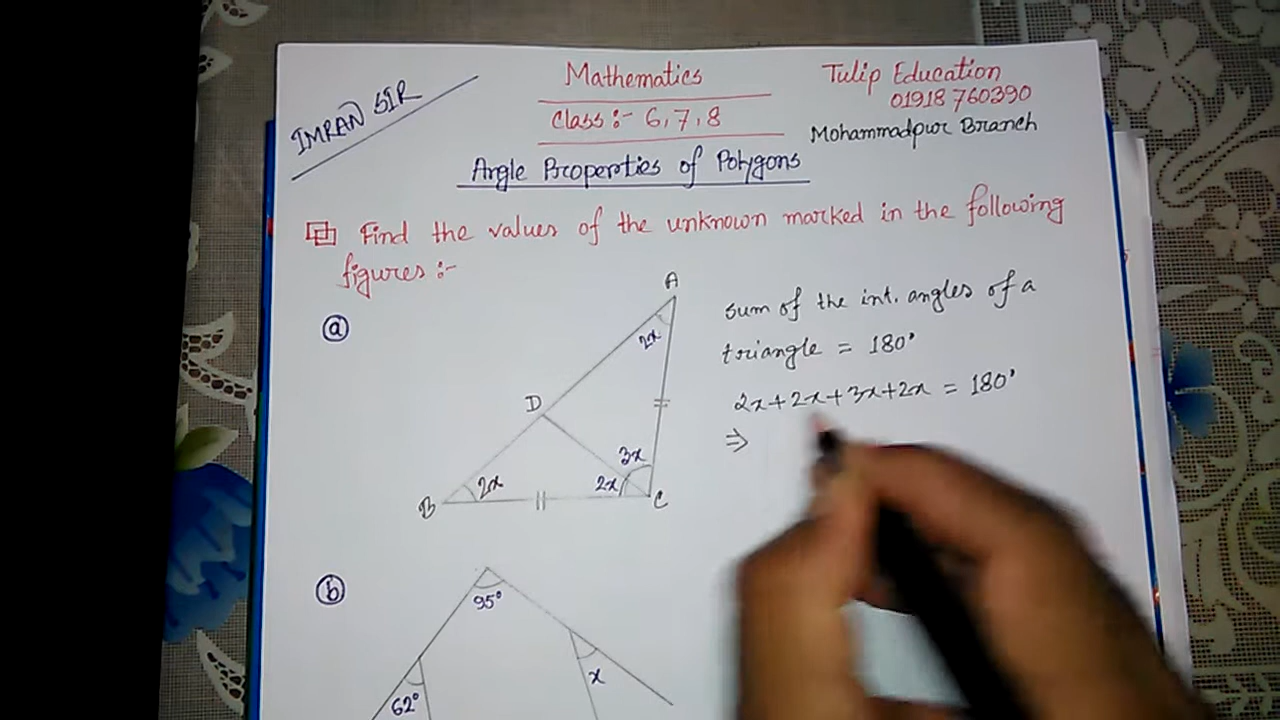 IMRAN SIR
Mathematics
Class :- 6, 7, 8
Tulip Education
01918 760390
Mohammadpur Branch
Angle Properties of Polygons
Find the values of the unknown marked in the following
figures :-
(a)
A
2x
D
3x
B
2x
2x
C
sum of the int. angles of a
triangle = 180°
2x + 2x + 3x + 2x = 180°
⇒
(b)
95°
62°
x